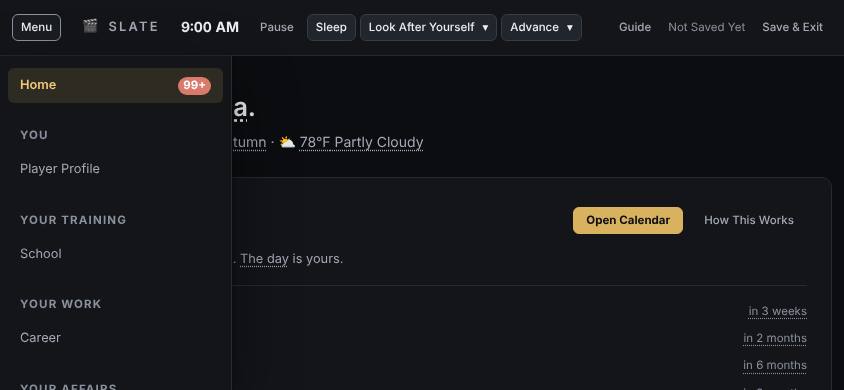 Menu 🎬 SLATE 9:00 AM Pause Sleep Look After Yourself ▾ Advance ▾ Guide Not Saved Yet Save & Exit
Home 99+
a.
YOU
tumn · ⛅ 78°F Partly Cloudy
Player Profile
YOUR TRAINING
Open Calendar How This Works
School
. The day is yours.
YOUR WORK
in 3 weeks
Career
in 2 months
in 6 months
YOUR AFFAIRS